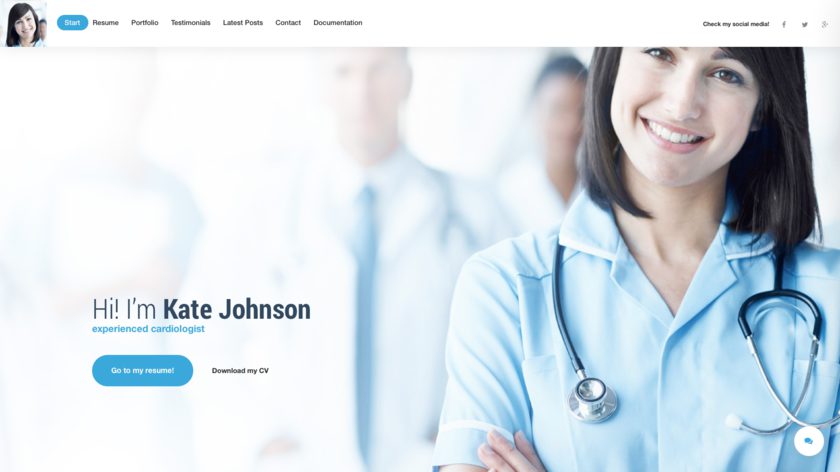 Start Resume Portfolio Testimonials Latest Posts Contact Documentation Check my social media!
Hi! I'm Kate Johnson
experienced cardiologist
Go to my resume! Download my CV